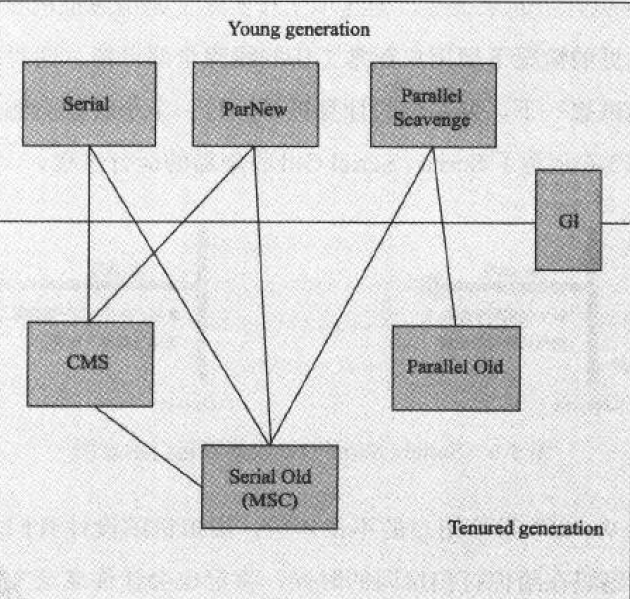 Young generation
Serial
ParNew
Parallel
Scavenge
G1
CMS
Parallel Old
Serial Old
(MSC)
Tenured generation